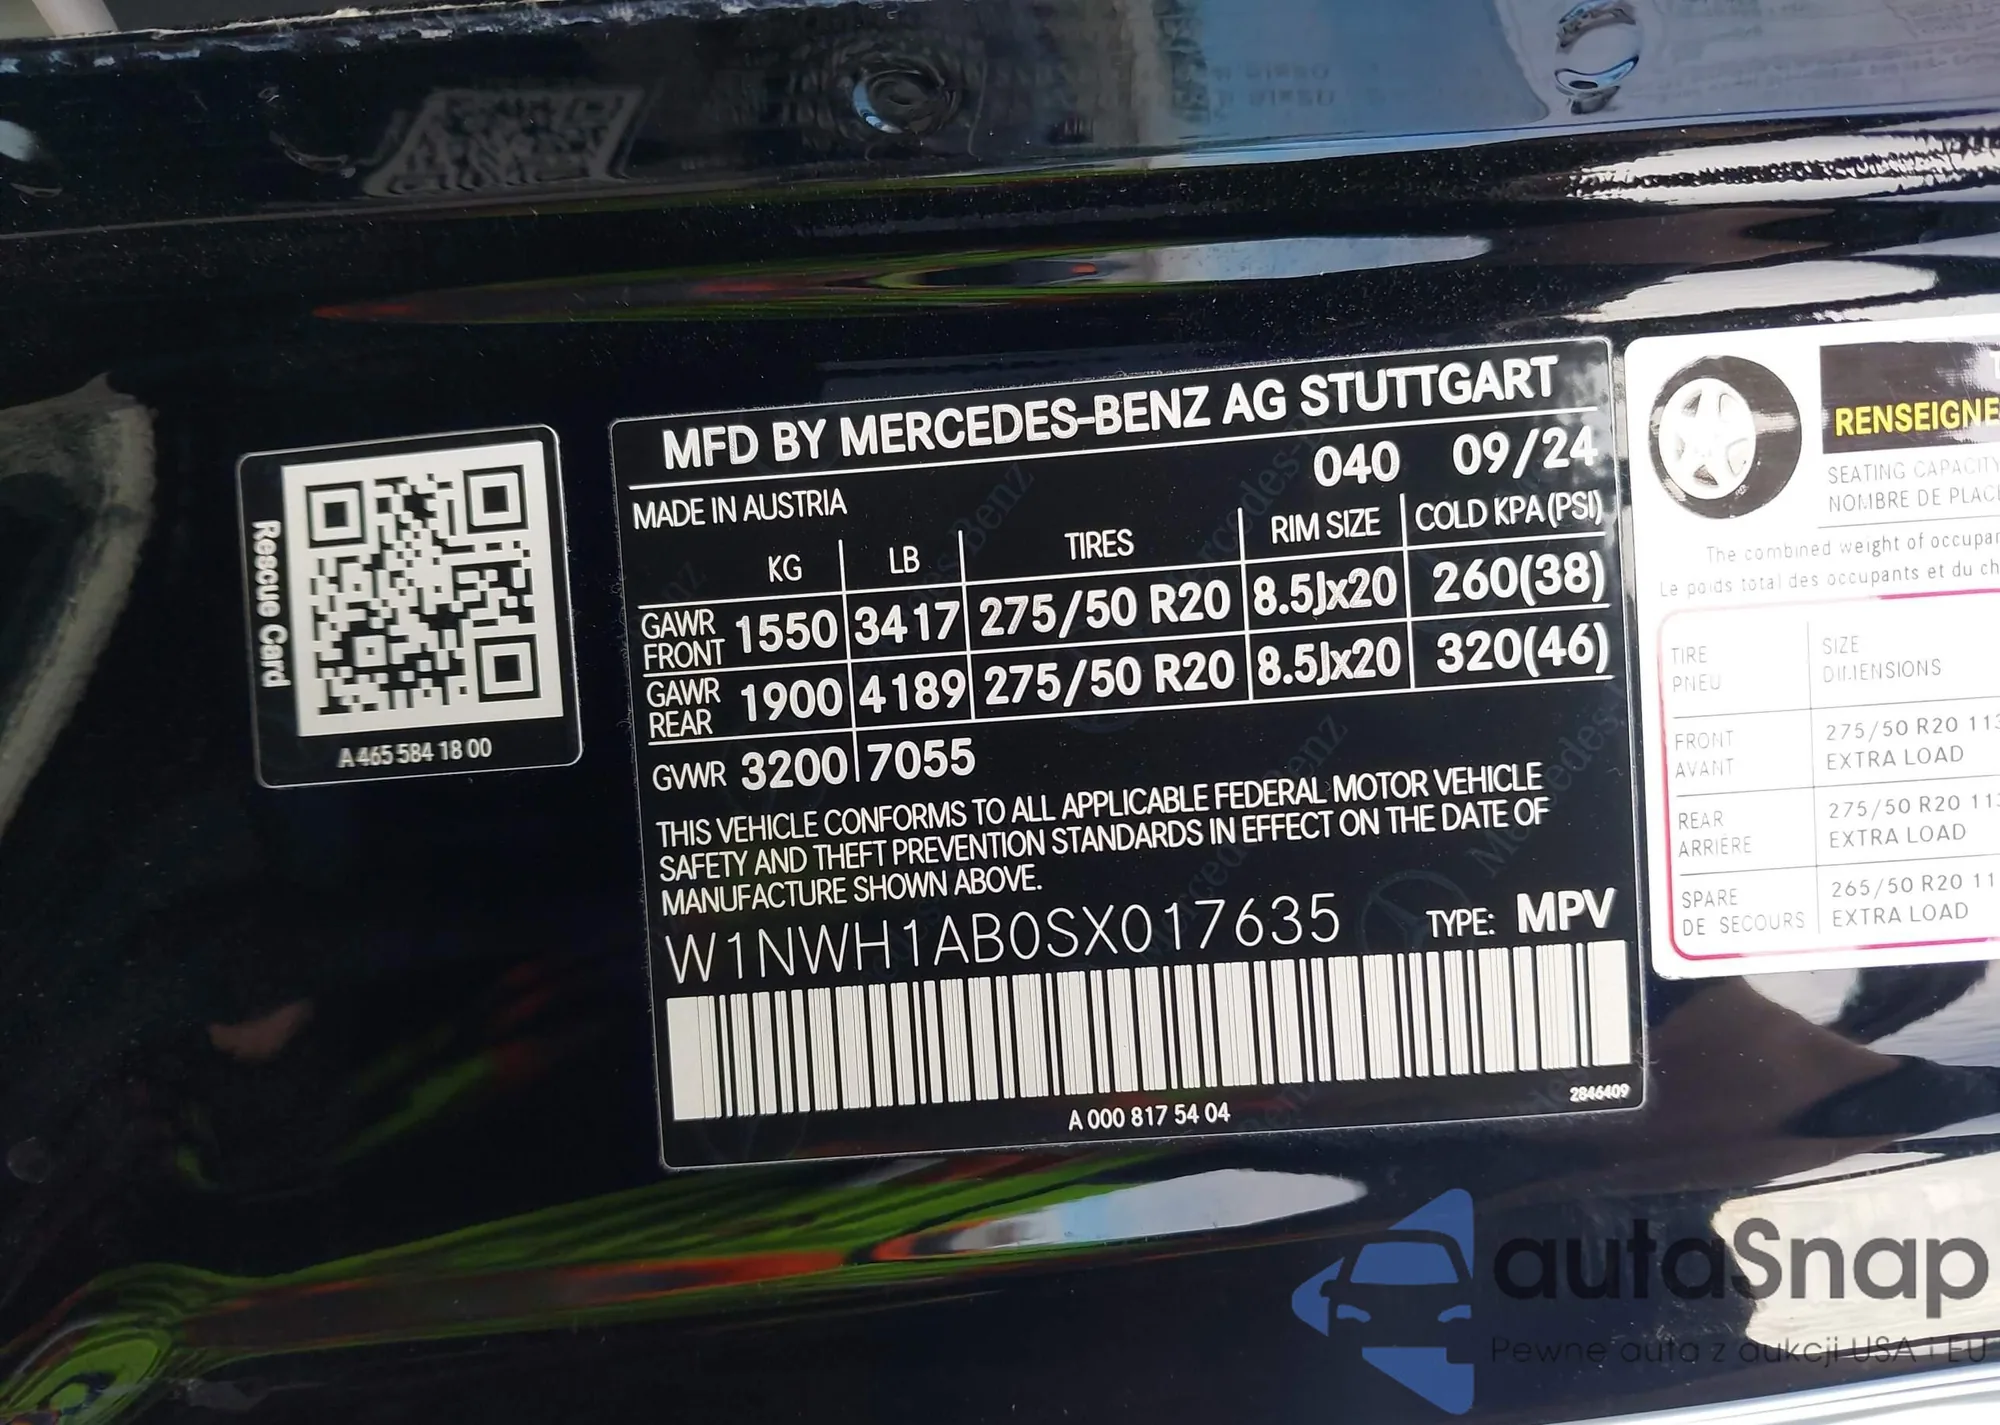 MFD BY MERCEDES-BENZ AG STUTTGART
040 09/24
MADE IN AUSTRIA
KG LB TIRES RIM SIZE COLD KPA (PSI)
GAWR FRONT 1550 3417 275/50 R20 8.5Jx20 260(38)
GAWR REAR 1900 4189 275/50 R20 8.5Jx20 320(46)
GVWR 3200 7055
THIS VEHICLE CONFORMS TO ALL APPLICABLE FEDERAL MOTOR VEHICLE
SAFETY AND THEFT PREVENTION STANDARDS IN EFFECT ON THE DATE OF
MANUFACTURE SHOWN ABOVE.
W1NWH1AB0SX017635 TYPE: MPV
2846409
A 000 817 54 04
Rescue Card
A 465 584 18 00
RENSEIGNE
SEATING CAPACITY
NOMBRE DE PLAC
The combined weight of occupan
Le poids total des occupants et du ch
TIRE SIZE
PNEU DIMENSIONS
FRONT 275/50 R20 113
AVANT EXTRA LOAD
REAR 275/50 R20 113
ARRIÈRE EXTRA LOAD
SPARE 265/50 R20 11
DE SECOURS EXTRA LOAD
autaSnap
Pewne auta z aukcji USA i EU